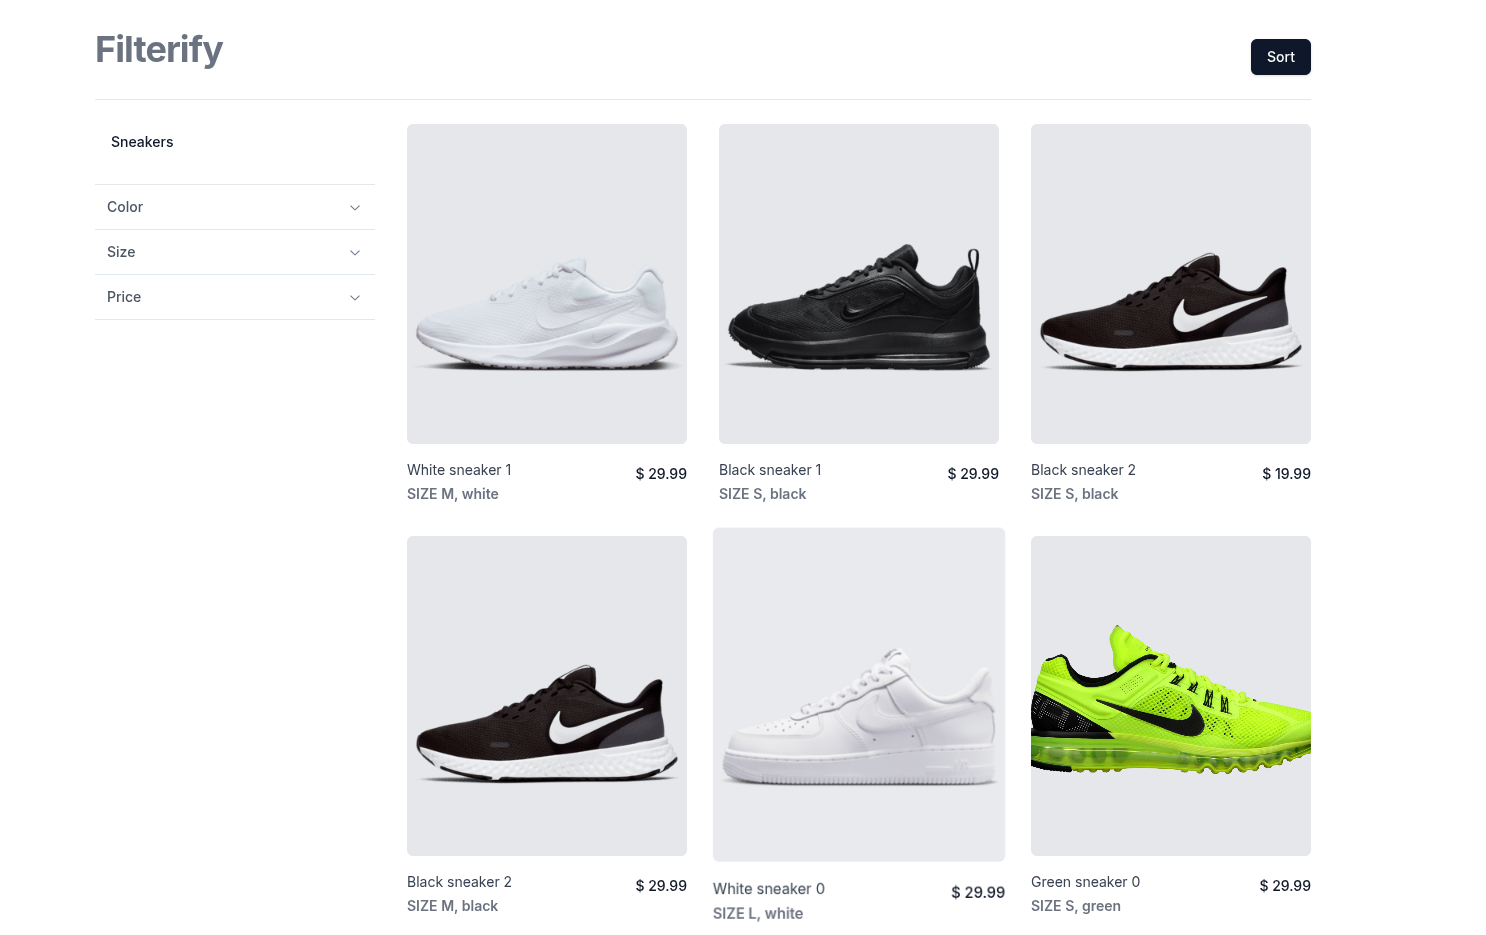 Filterify
Sort
Sneakers
Color
Size
Price
White sneaker 1
$ 29.99
SIZE M, white
Black sneaker 1
$ 29.99
SIZE S, black
Black sneaker 2
$ 19.99
SIZE S, black
Black sneaker 2
$ 29.99
SIZE M, black
White sneaker 0
$ 29.99
SIZE L, white
Green sneaker 0
$ 29.99
SIZE S, green